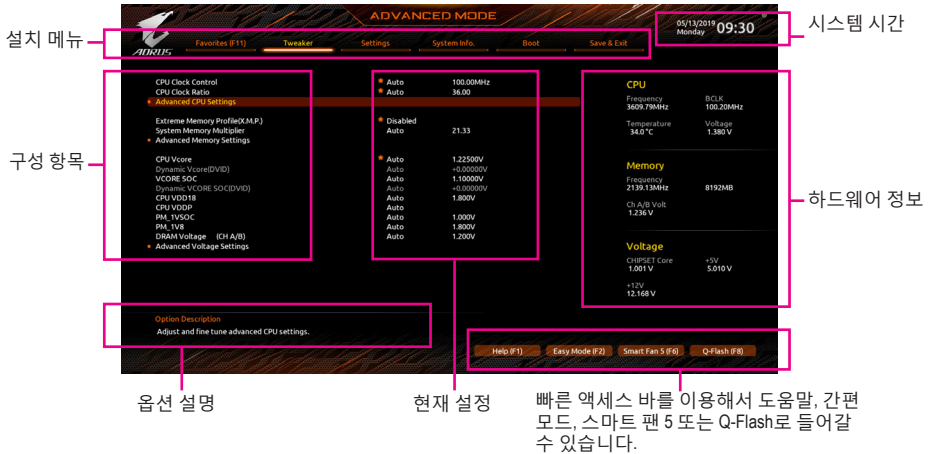 ADVANCED MODE
05/13/2019
Monday
09:30
시스템 시간
설치 메뉴
AORUS
Favorites (F11) Tweaker Settings System Info. Boot Save & Exit
CPU Clock Control Auto 100.00MHz
CPU Clock Ratio Auto 36.00
Advanced CPU Settings
Extreme Memory Profile(X.M.P.) Disabled
System Memory Multiplier Auto 21.33
Advanced Memory Settings
구성 항목
CPU Vcore Auto 1.22500V
Dynamic Vcore(DVID) Auto +0.00000V
VCORE SOC Auto 1.10000V
Dynamic VCORE SOC(DVID) Auto +0.00000V
CPU VDD18 Auto 1.800V
CPU VDDP Auto
PM_1VSOC Auto 1.000V
PM_1V8 Auto 1.800V
DRAM Voltage (CH A/B) Auto 1.200V
Advanced Voltage Settings
CPU
Frequency BCLK
3609.79MHz 100.20MHz
Temperature Voltage
34.0 °C 1.380 V
Memory
Frequency
2139.13MHz 8192MB
Ch A/B Volt
1.236 V
하드웨어 정보
Voltage
CHIPSET Core +5V
1.001 V 5.010 V
+12V
12.168 V
Option Description
Adjust and fine tune advanced CPU settings.
Help (F1) Easy Mode (F2) Smart Fan 5 (F6) Q-Flash (F8)
옵션 설명
현재 설정
빠른 액세스 바를 이용해서 도움말, 간편
모드, 스마트 팬 5 또는 Q-Flash로 들어갈
수 있습니다.